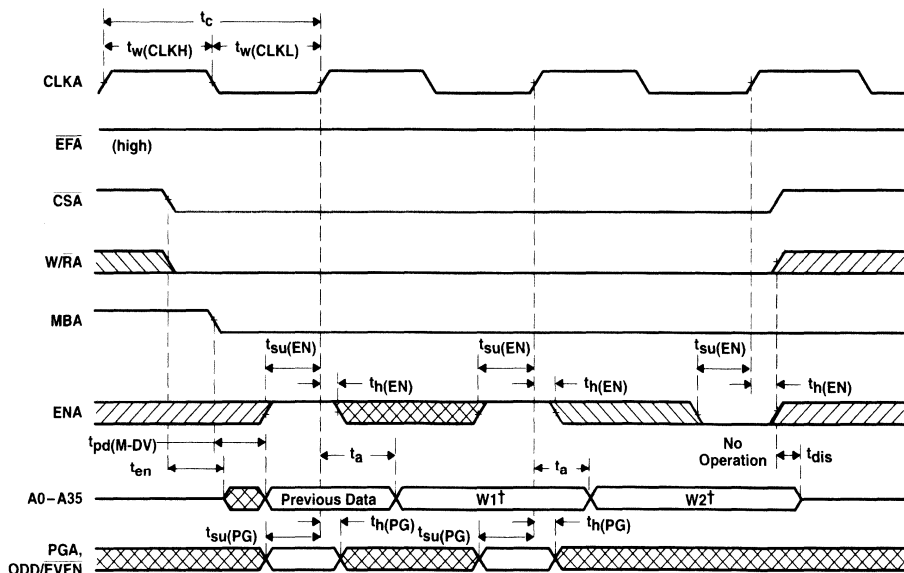 tc
tw(CLKH)
tw(CLKL)
CLKA
EFA
(high)
CSA
W/RA
MBA
tsu(EN)
tsu(EN)
tsu(EN)
th(EN)
th(EN)
th(EN)
ENA
tpd(M-DV)
ten
ta
ta
No
Operation
tdis
A0–A35
Previous Data
W1†
W2†
tsu(PG)
th(PG)
tsu(PG)
th(PG)
PGA,
ODD/EVEN